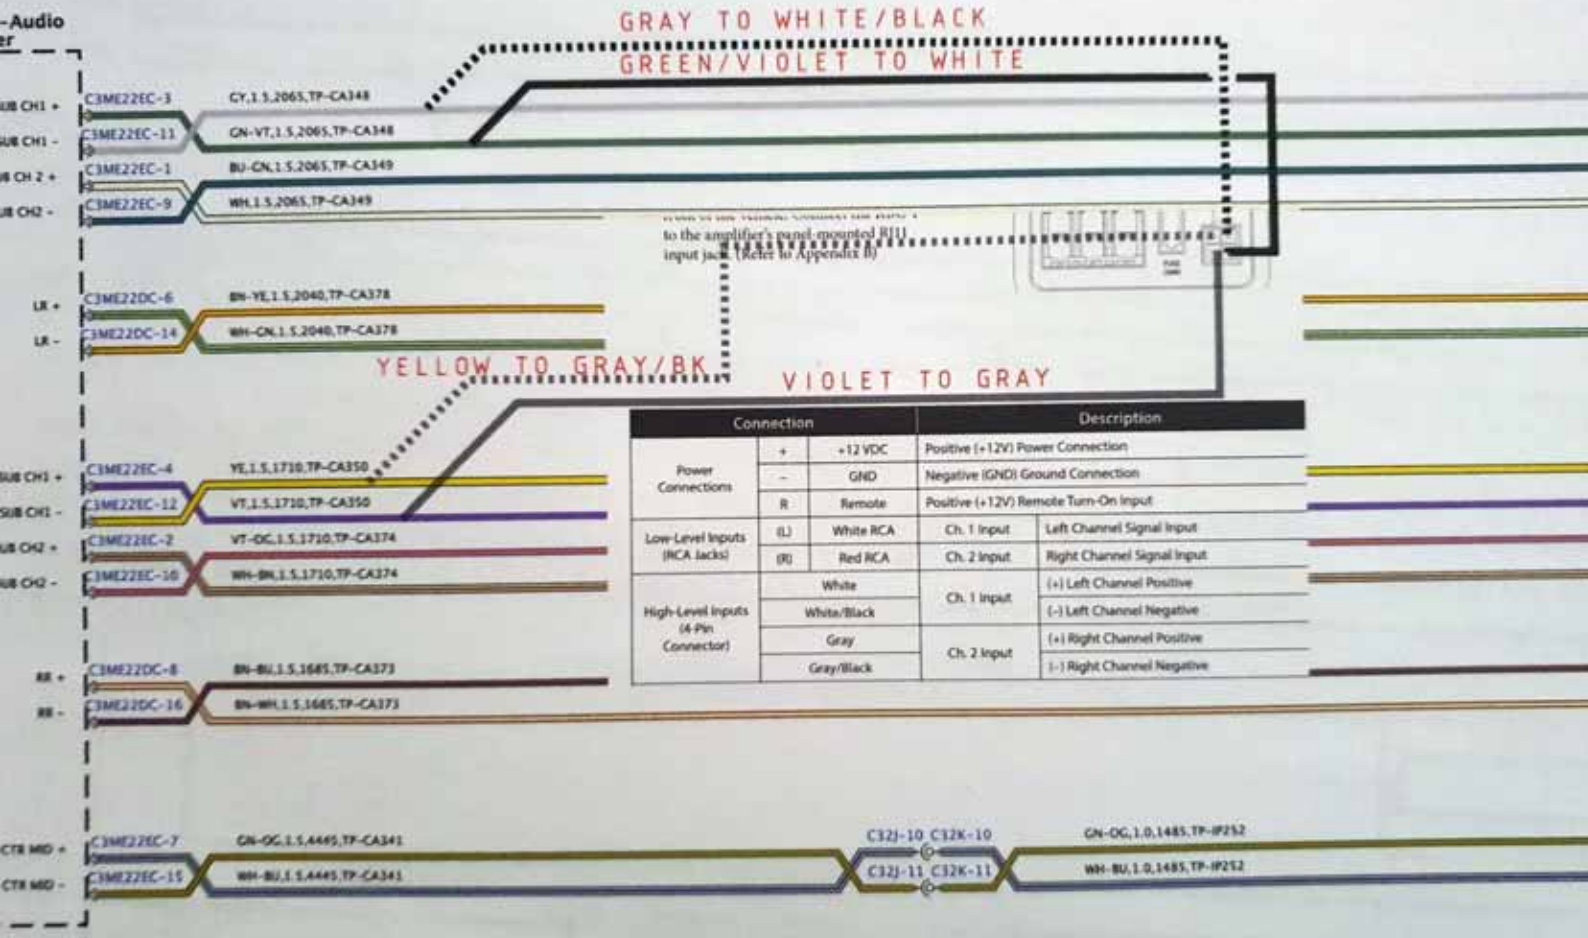 -Audio
er
GRAY TO WHITE/BLACK
GREEN/VIOLET TO WHITE
SUB CH1 + C3ME22EC-3 GY,1.5,2065,TP-CA348
SUB CH1 - C3ME22EC-11 GN-VT,1.5,2065,TP-CA348
UB CH 2 + C3ME22EC-1 BU-GN,1.5,2065,TP-CA349
UB CH2 - C3ME22EC-9 WH,1.5,2065,TP-CA349
to the amplifier's panel-mounted RJ11
input jack. (Refer to Appendix B)
LR + C3ME22DC-6 BN-YE,1.5,2040,TP-CA378
LR - C3ME22DC-14 WH-GN,1.5,2040,TP-CA378
YELLOW TO GRAY/BK
VIOLET TO GRAY
Connection Description
Power Connections + +12 VDC Positive (+12V) Power Connection
- GND Negative (GND) Ground Connection
R Remote Positive (+12V) Remote Turn-On Input
Low-Level Inputs (RCA Jacks) (L) White RCA Ch. 1 Input Left Channel Signal Input
(R) Red RCA Ch. 2 Input Right Channel Signal Input
High-Level Inputs (4-Pin Connector) White Ch. 1 Input (+) Left Channel Positive
White/Black (-) Left Channel Negative
Gray Ch. 2 Input (+) Right Channel Positive
Gray/Black (-) Right Channel Negative
SUB CH1 + C3ME22EC-4 YE,1.5,1710,TP-CA350
SUB CH1 - C3ME22EC-12 VT,1.5,1710,TP-CA350
UB CH2 + C3ME22EC-2 VT-OG,1.5,1710,TP-CA374
UB CH2 - C3ME22EC-10 WH-BN,1.5,1710,TP-CA374
RR + C3ME22DC-8 BN-BU,1.5,1685,TP-CA373
RR - C3ME22DC-16 BN-WH,1.5,1685,TP-CA373
CTR MID + C3ME22EC-7 GN-OG,1.5,4445,TP-CA341 C32J-10 C32K-10 GN-OG,1.0,1485,TP-IP252
CTR MID - C3ME22EC-15 WH-BU,1.5,4445,TP-CA341 C32J-11 C32K-11 WH-BU,1.0,1485,TP-IP252